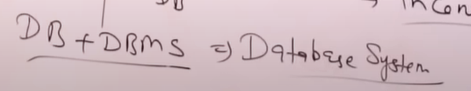 DB + DBMS => Database System